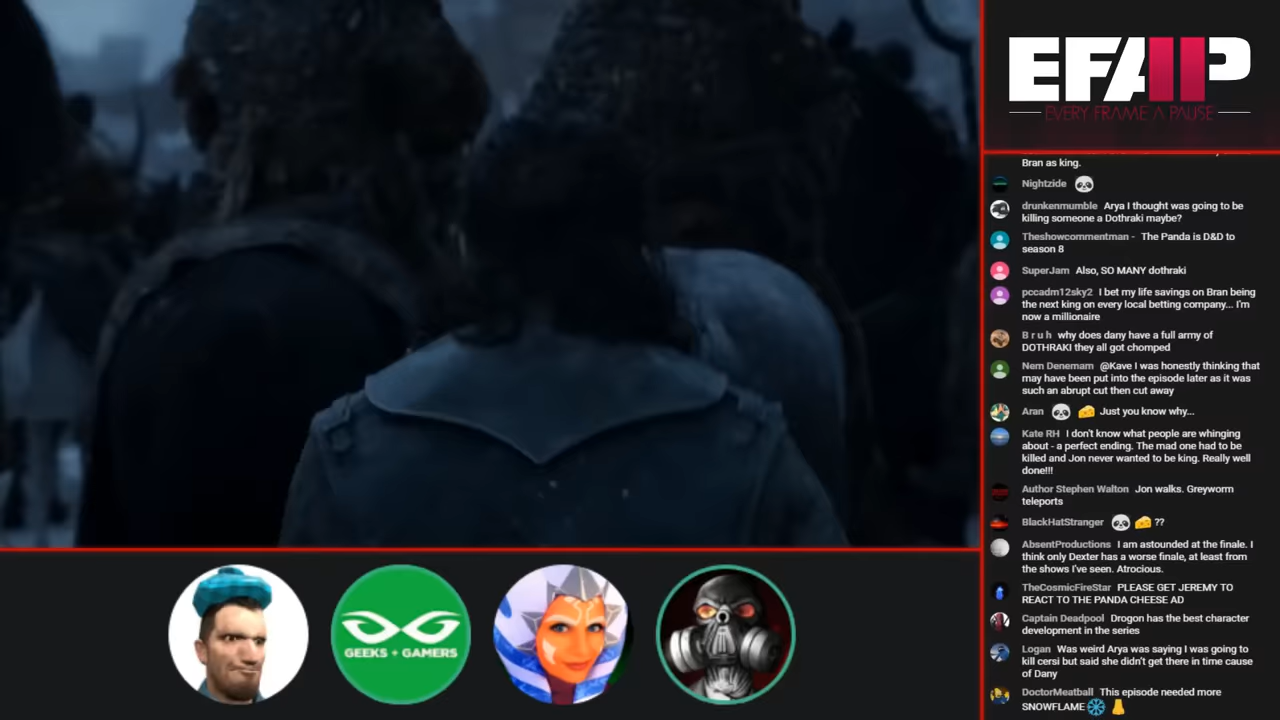 EFAP
EVERY FRAME A PAUSE
Bran as king.
Nightzide
drunkenmumble Arya I thought was going to be
killing someone a Dothraki maybe?
Theshowcommentman - The Panda is D&D to
season 8
SuperJam Also, SO MANY dothraki
pccadm12sky2 I bet my life savings on Bran being
the next king on every local betting company... I'm
now a millionaire
B r u h why does dany have a full army of
DOTHRAKI they all got chomped
Nem Denemam @Kave I was honestly thinking that
may have been put into the episode later as it was
such an abrupt cut then cut away
Aran Just you know why...
Kate RH I don't know what people are whinging
about - a perfect ending. The mad one had to be
killed and Jon never wanted to be king. Really well
done!!!
Author Stephen Walton Jon walks. Greyworm
teleports
BlackHatStranger ??
AbsentProductions I am astounded at the finale. I
think only Dexter has a worse finale, at least from
the shows I've seen. Atrocious.
TheCosmicFireStar PLEASE GET JEREMY TO
REACT TO THE PANDA CHEESE AD
Captain Deadpool Drogon has the best character
development in the series
Logan Was weird Arya was saying I was going to
kill cersi but said she didn't get there in time cause
of Dany
DoctorMeatball This episode needed more
SNOWFLAME
GEEKS + GAMERS